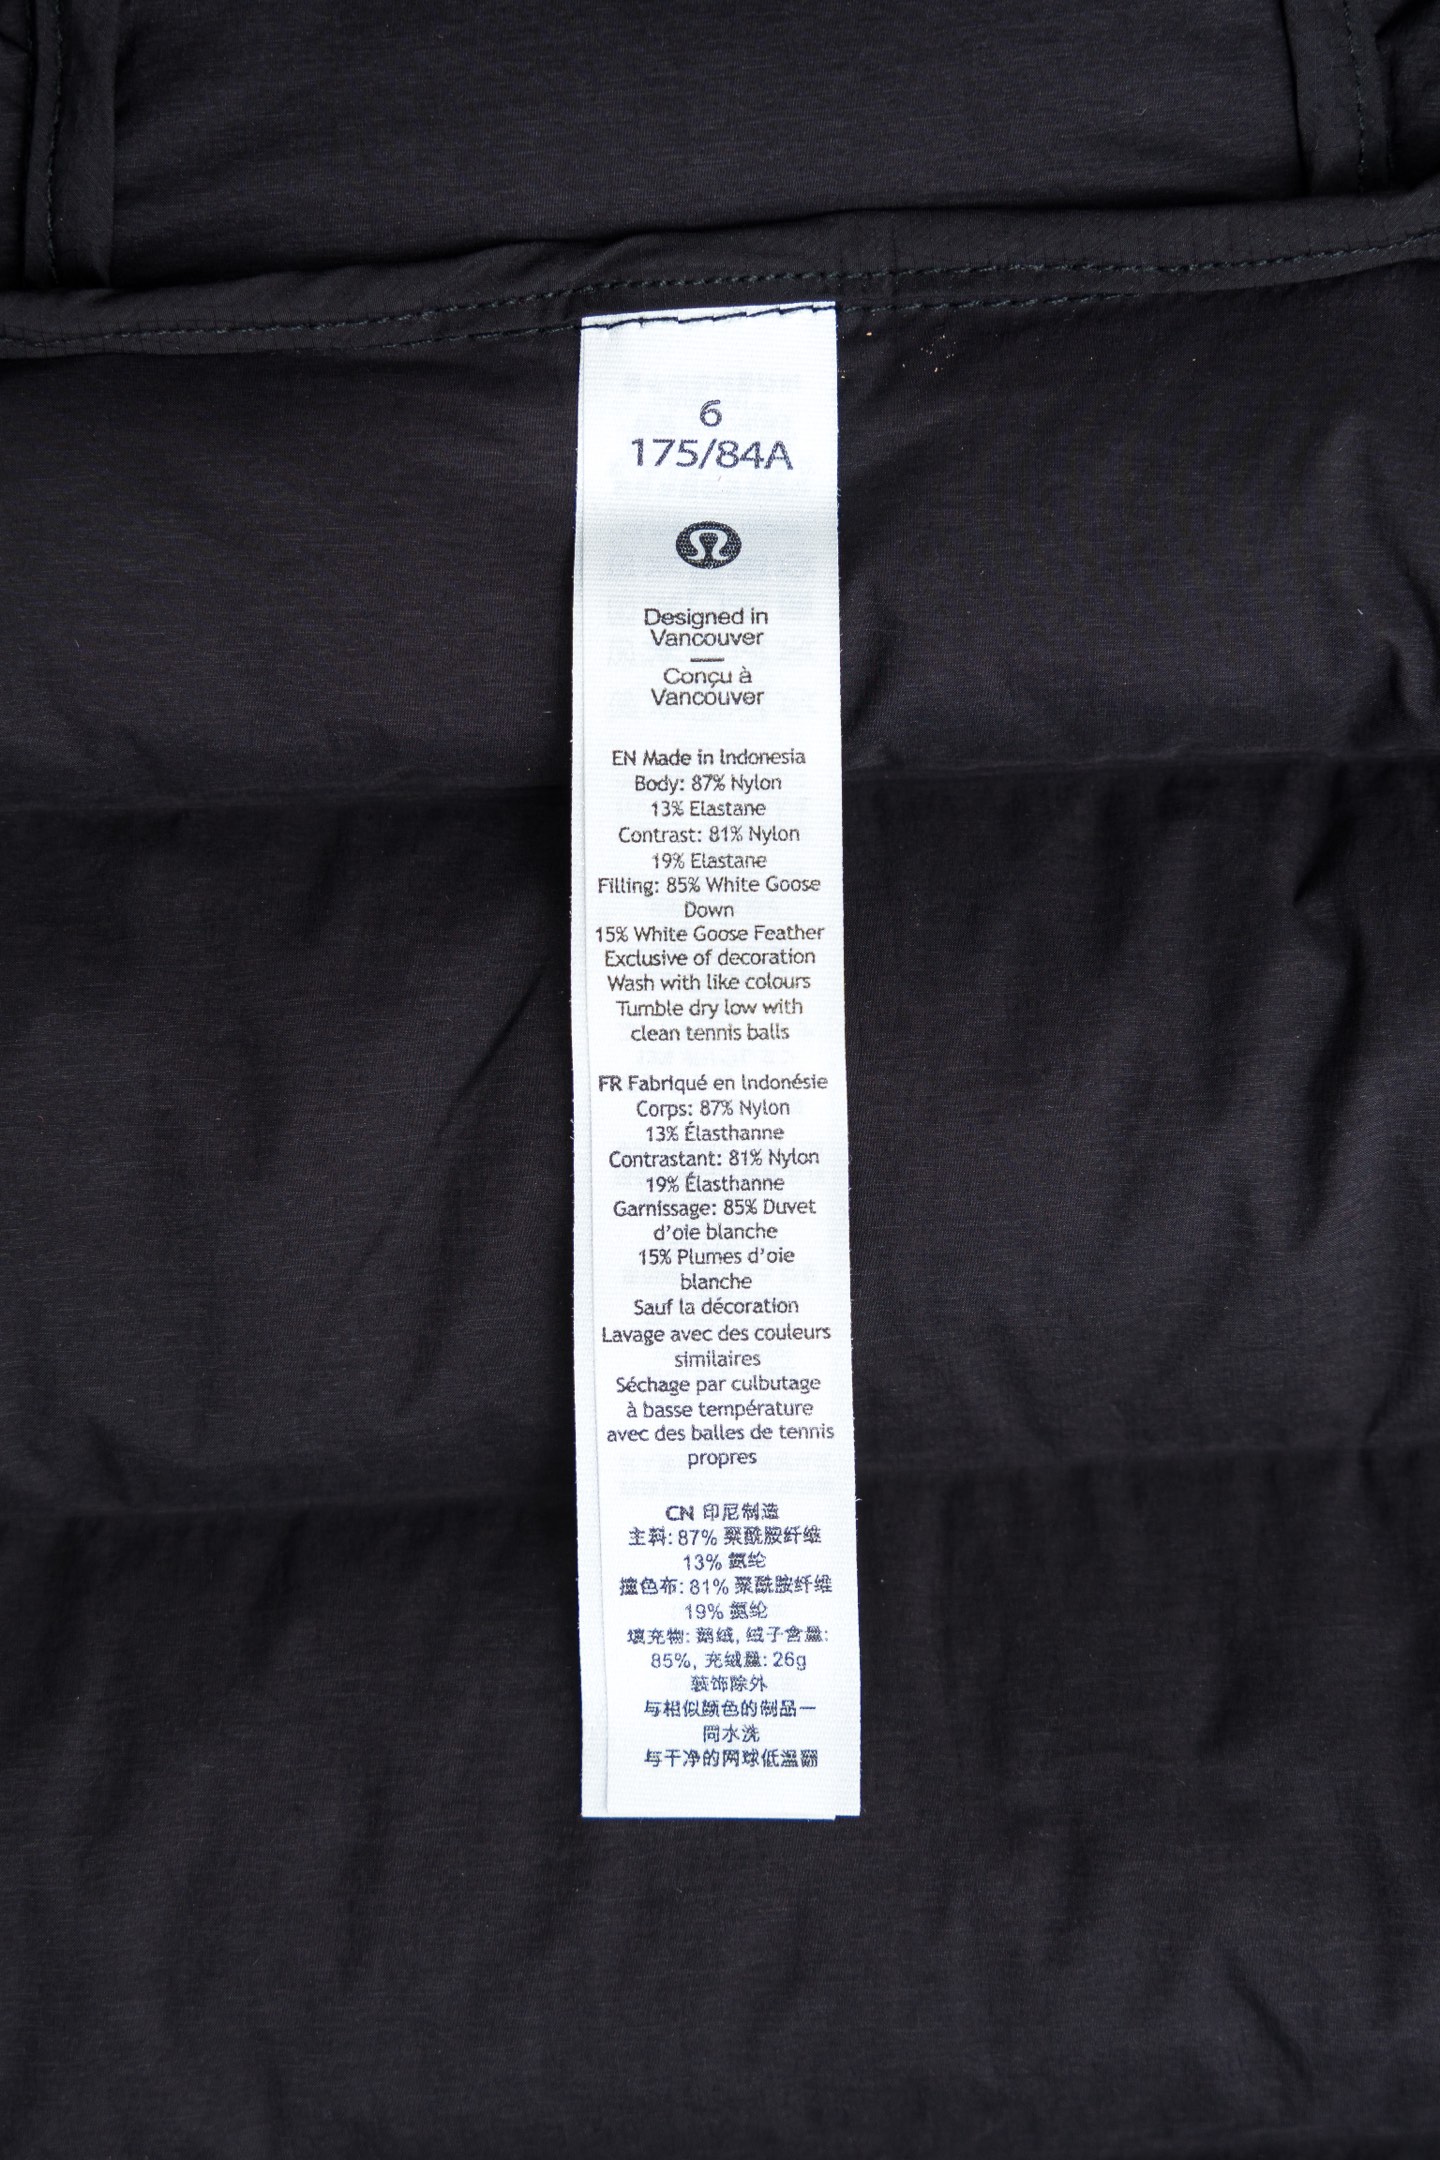 6
175/84A
Designed in
Vancouver
Conçu à
Vancouver
EN Made in Indonesia
Body: 87% Nylon
13% Elastane
Contrast: 81% Nylon
19% Elastane
Filling: 85% White Goose
Down
15% White Goose Feather
Exclusive of decoration
Wash with like colours
Tumble dry low with
clean tennis balls
FR Fabriqué en Indonésie
Corps: 87% Nylon
13% Élasthanne
Contrastant: 81% Nylon
19% Élasthanne
Garnissage: 85% Duvet
d'oie blanche
15% Plumes d'oie
blanche
Sauf la décoration
Lavage avec des couleurs
similaires
Séchage par culbutage
à basse température
avec des balles de tennis
propres
CN 印尼制造
主料: 87% 聚酰胺纤维
13% 氨纶
撞色布: 81% 聚酰胺纤维
19% 氨纶
填充物: 鹅绒, 绒子含量:
85%, 充绒量: 26g
装饰除外
与相似颜色的制品一
同水洗
与干净的网球低温翻